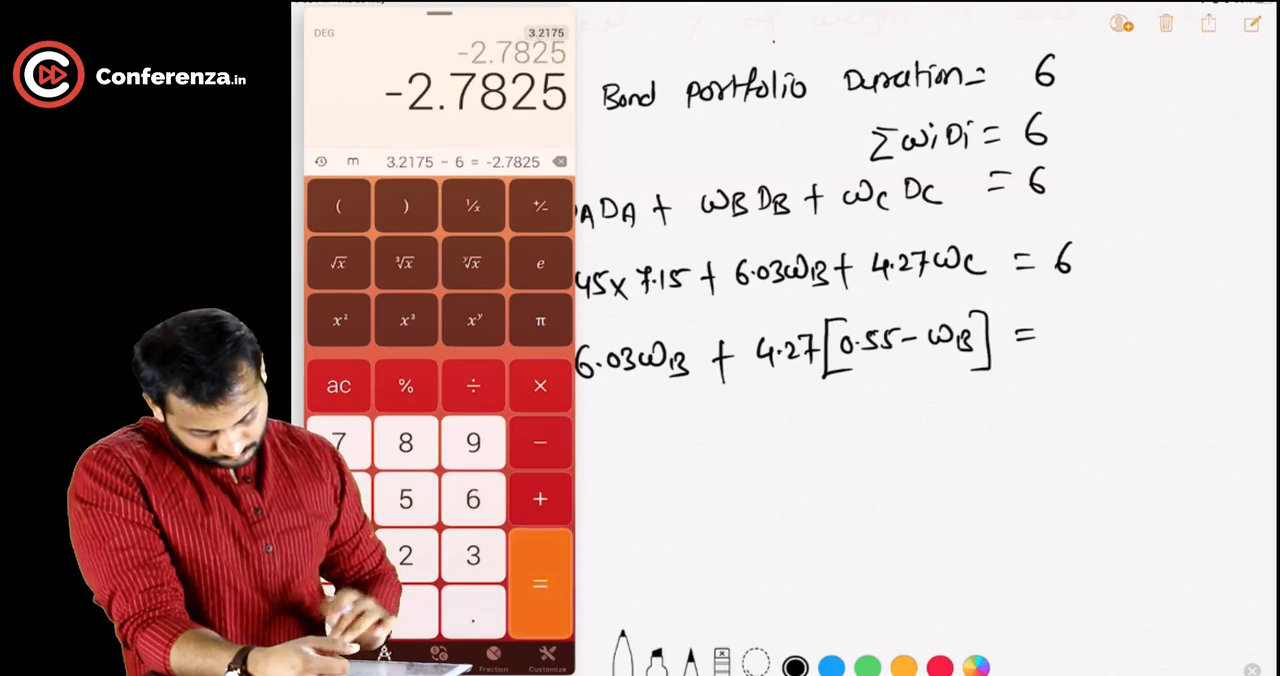 Conferenza.in
DEG
3.2175
-2.7825
-2.7825
m 3.2175 − 6 = -2.7825
( ) ¹/x +/−
√x ³√x ʸ√x e
x² x³ xʸ π
ac % ÷ ×
7 8 9 −
5 6 +
2 3 =
.
Fraction Customize
Bond Portfolio Duration = 6
∑ωiDi = 6
ADA + ωBDB + ωC DC = 6
45 x 7.15 + 6.03ωB + 4.27ωC = 6
6.03ωB + 4.27[0.55 - ωB] =